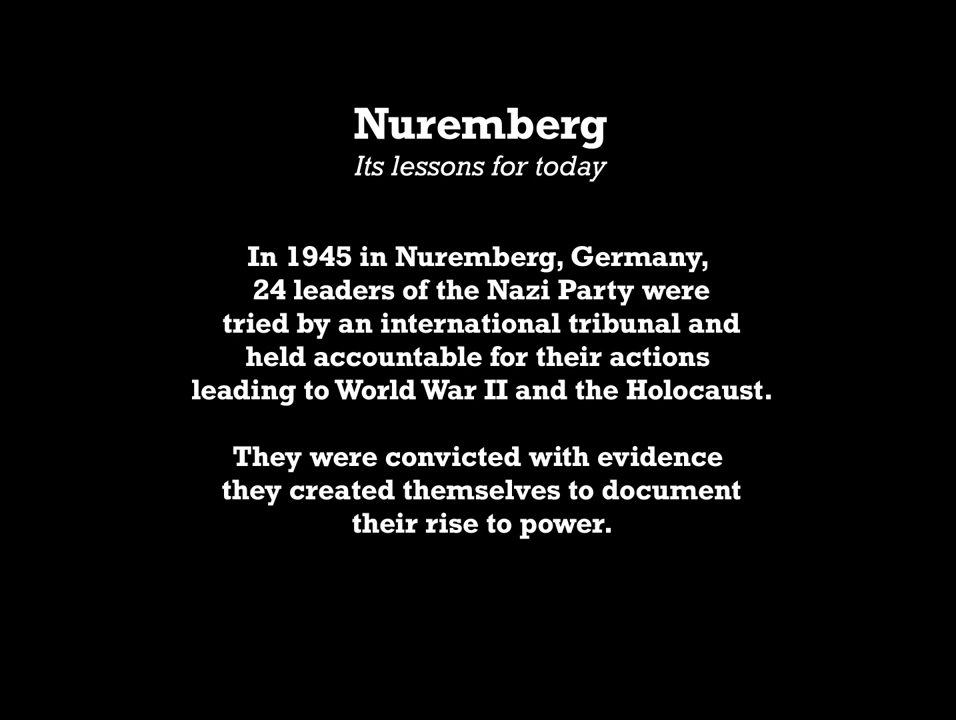 Nuremberg
Its lessons for today
In 1945 in Nuremberg, Germany,
24 leaders of the Nazi Party were
tried by an international tribunal and
held accountable for their actions
leading to World War II and the Holocaust.
They were convicted with evidence
they created themselves to document
their rise to power.